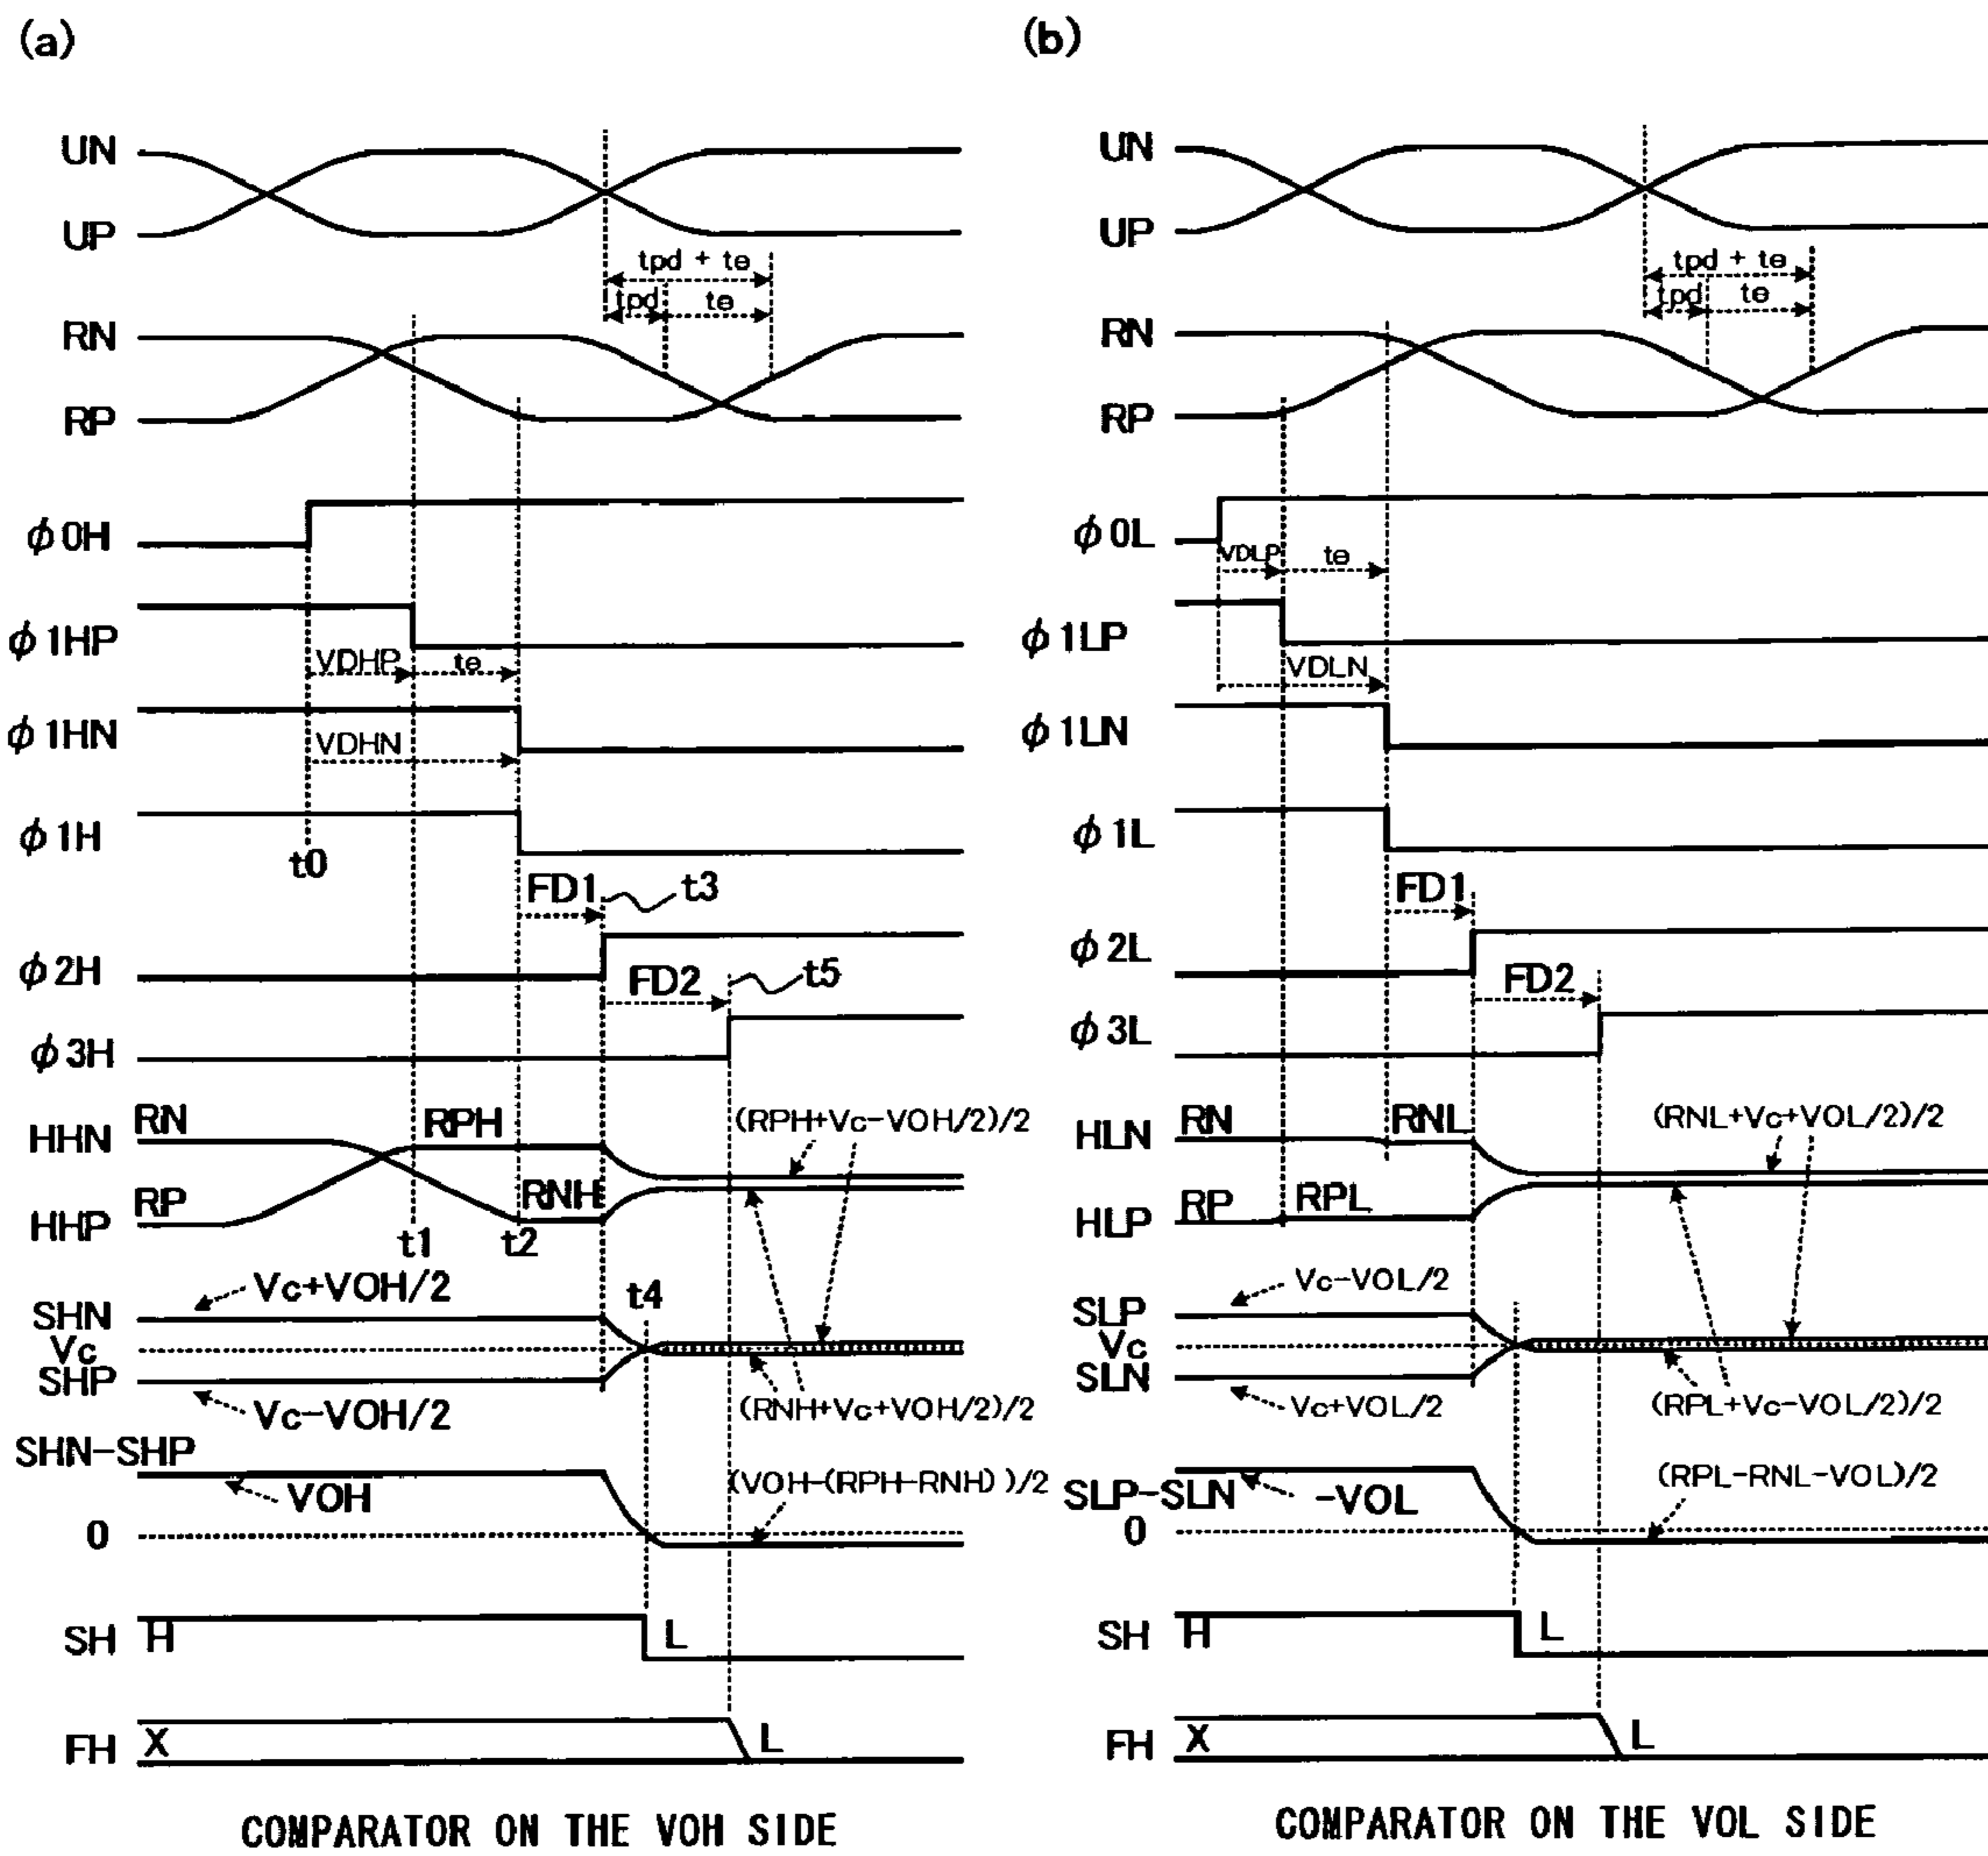 (a)
UN
UP
tpd + te
tpd
te
RN
RP
φ0H
φ1HP
VDHP
te
φ1HN
VDHN
φ1H
t0
FD1
t3
φ2H
FD2
t5
φ3H
HHN
RN
RPH
(RPH+Vc-VOH/2)/2
HHP
RP
RNH
t1
t2
Vc+VOH/2
t4
SHN
Vc
SHP
Vc-VOH/2
(RNH+Vc+VOH/2)/2
SHN-SHP
VOH
(VOH-(RPH-RNH))/2
0
SH
H
L
FH
X
L
COMPARATOR ON THE VOH SIDE
(b)
UN
UP
tpd + te
tpd
te
RN
RP
φ0L
VDLP
te
φ1LP
VDLN
φ1LN
φ1L
FD1
φ2L
FD2
φ3L
HLN
RN
RNL
(RNL+Vc+VOL/2)/2
HLP
RP
RPL
Vc-VOL/2
SLP
Vc
SLN
Vc+VOL/2
(RPL+Vc-VOL/2)/2
SLP-SLN
-VOL
(RPL-RNL-VOL)/2
0
SH
H
L
FH
X
L
COMPARATOR ON THE VOL SIDE